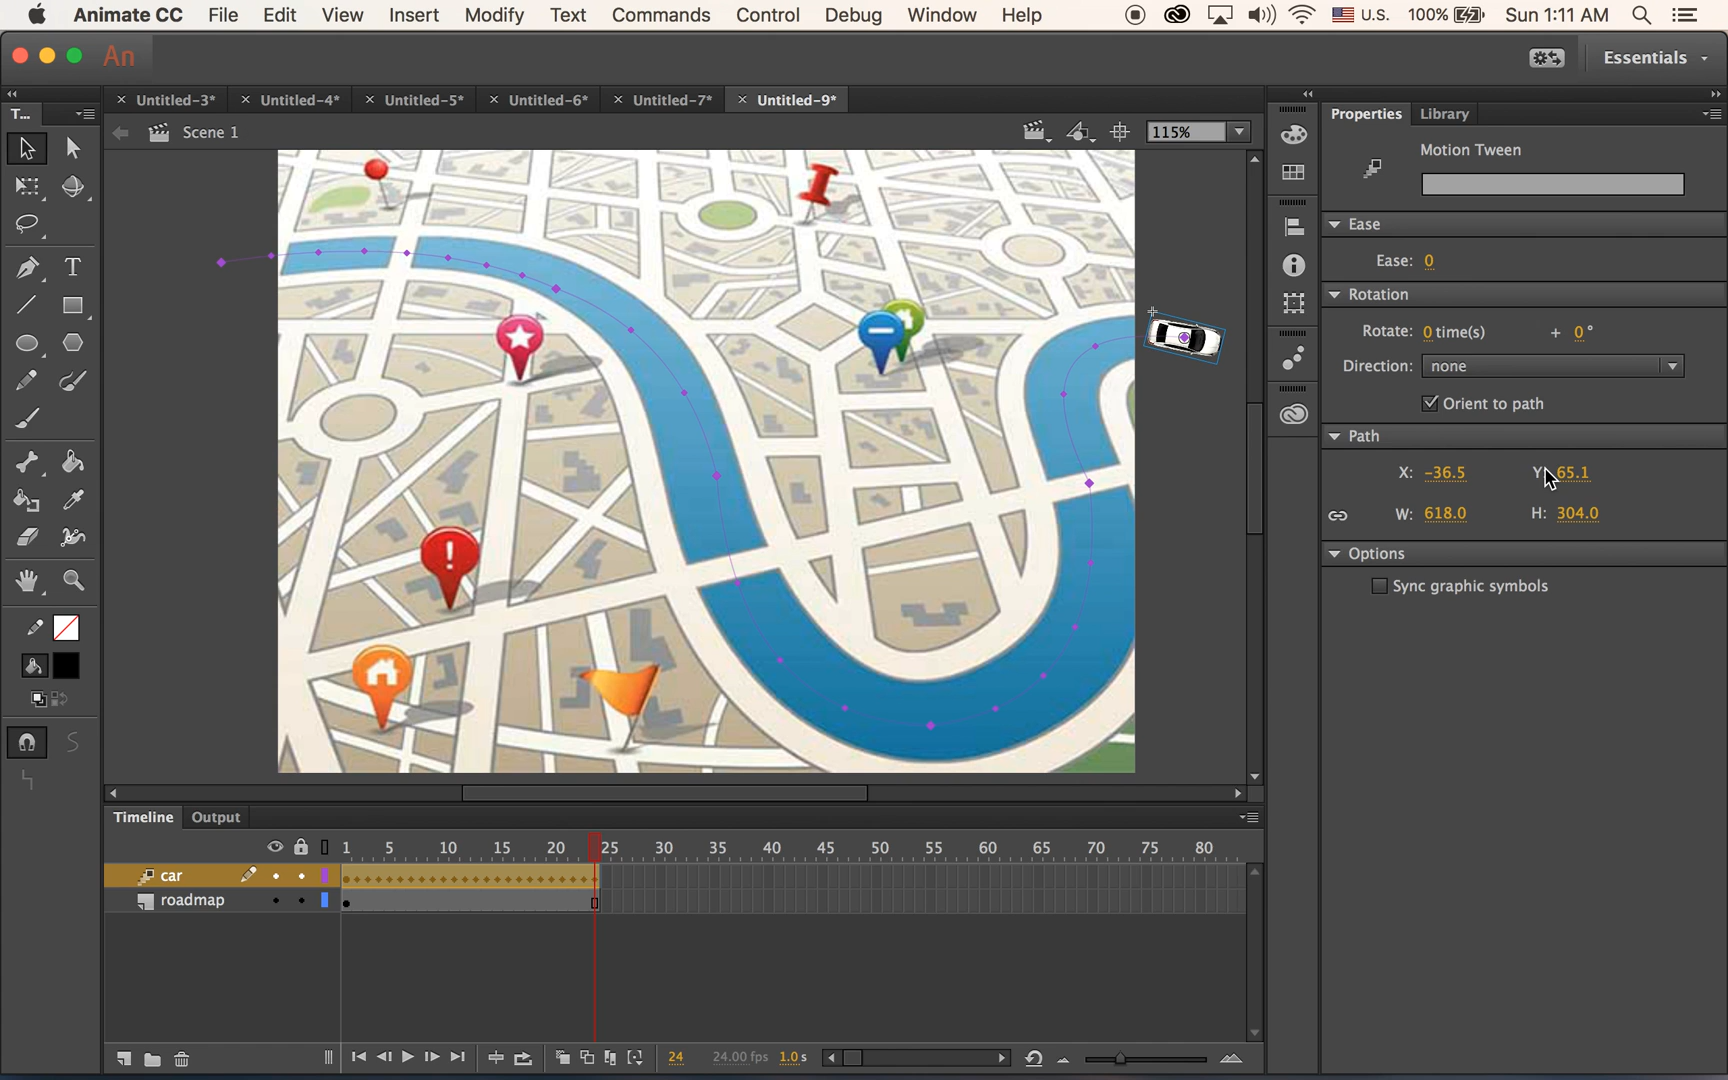 Animate CC File Edit View Insert Modify Text Commands Control Debug Window Help U.S. 100% Sun 1:11 AM
An Essentials
T... × Untitled-3* × Untitled-4* × Untitled-5* × Untitled-6* × Untitled-7* × Untitled-9* Properties Library
Scene 1 115%
Motion Tween
Ease
Ease: 0
Rotation
Rotate: 0 time(s) + 0 °
Direction: none
Orient to path
Path
X: -36.5 Y: 65.1
W: 618.0 H: 304.0
Options
Sync graphic symbols
T
!
Timeline Output
1 5 10 15 20 25 30 35 40 45 50 55 60 65 70 75 80
car
roadmap
24 24.00 fps 1.0 s